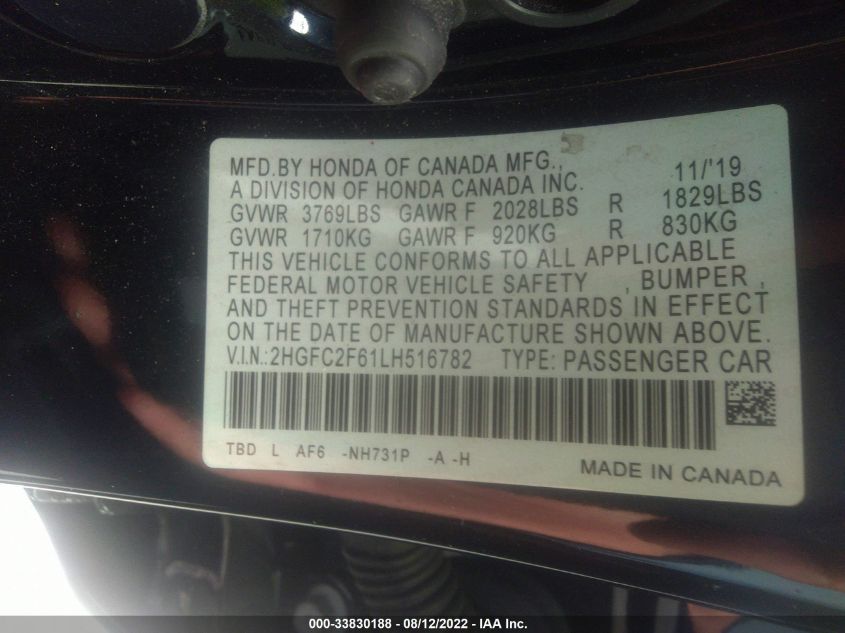 MFD.BY HONDA OF CANADA MFG., 11/'19
A DIVISION OF HONDA CANADA INC.
GVWR 3769LBS GAWR F 2028LBS R 1829LBS
GVWR 1710KG GAWR F 920KG R 830KG
THIS VEHICLE CONFORMS TO ALL APPLICABLE
FEDERAL MOTOR VEHICLE SAFETY , BUMPER ,
AND THEFT PREVENTION STANDARDS IN EFFECT
ON THE DATE OF MANUFACTURE SHOWN ABOVE.
V.I.N.:2HGFC2F61LH516782 TYPE: PASSENGER CAR
TBD L AF6 -NH731P -A -H
MADE IN CANADA
000-33830188 - 08/12/2022 - IAA Inc.